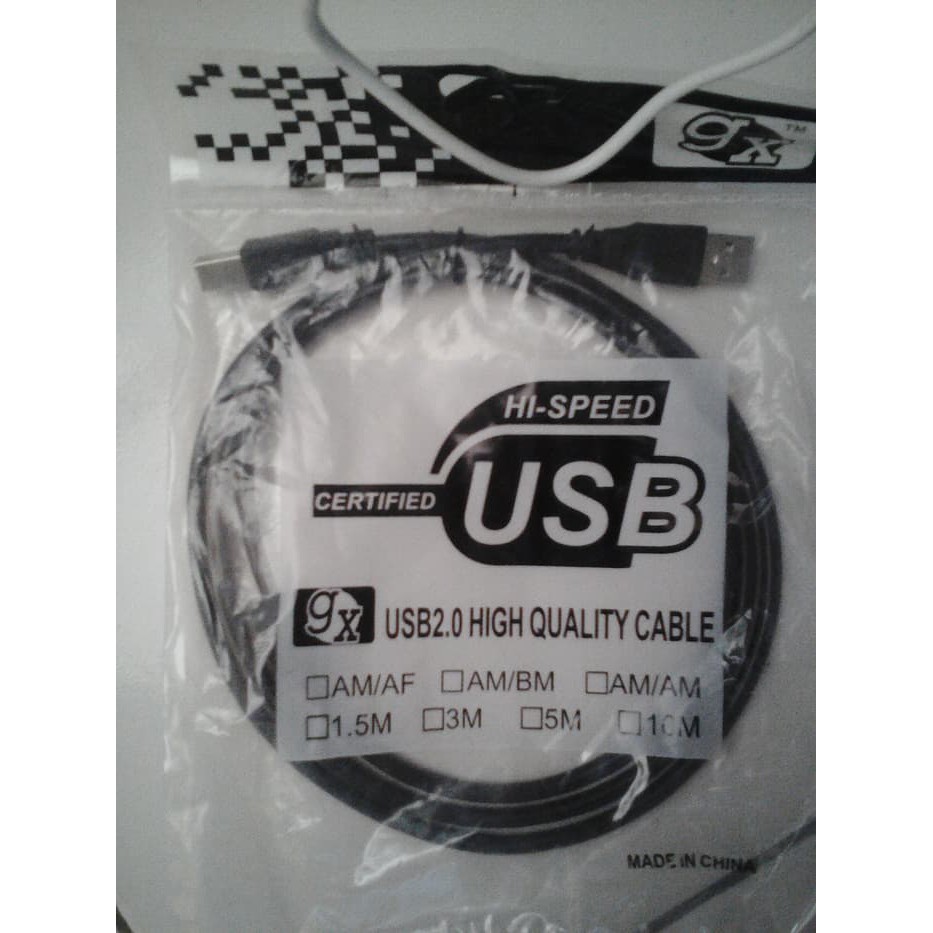 gx™
HI-SPEED
CERTIFIED USB
gx USB2.0 HIGH QUALITY CABLE
☐AM/AF ☐AM/BM ☐AM/AM
☐1.5M ☐3M ☐5M ☐10M
MADE IN CHINA